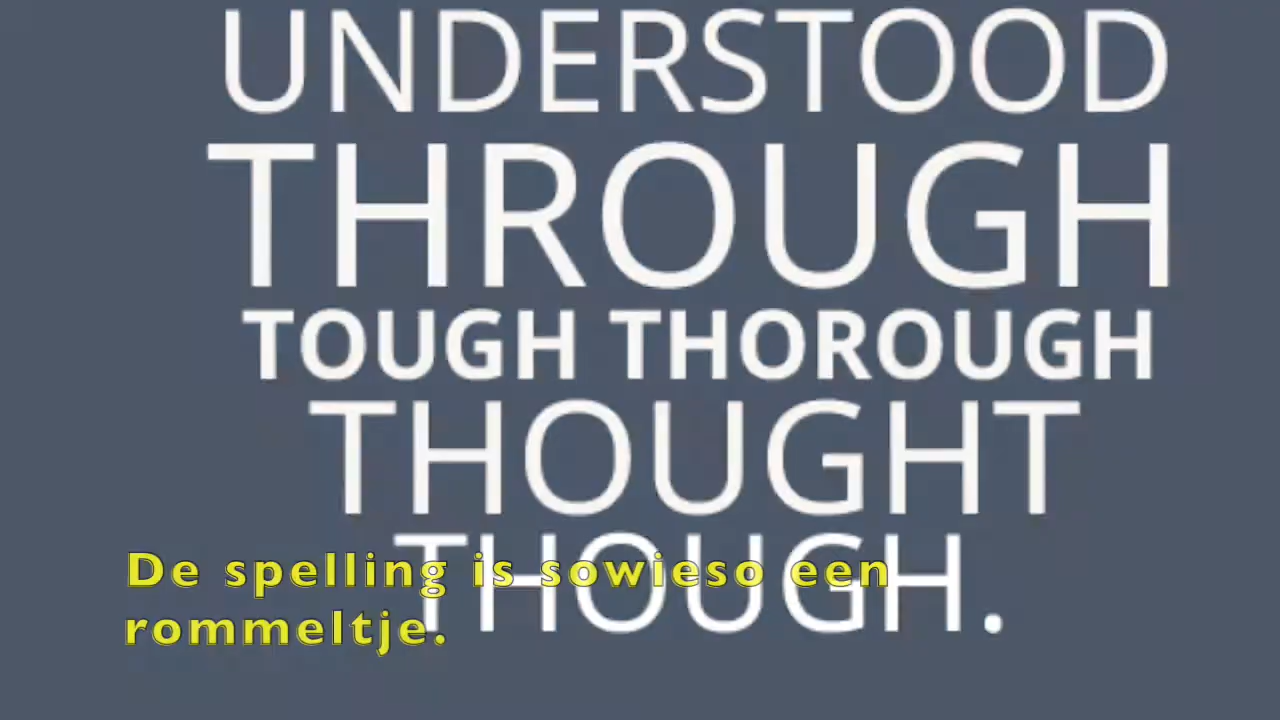 UNDERSTOOD
THROUGH
TOUGH THOROUGH
THOUGHT
THOUGH.
De spelling is sowieso een
rommeltje.